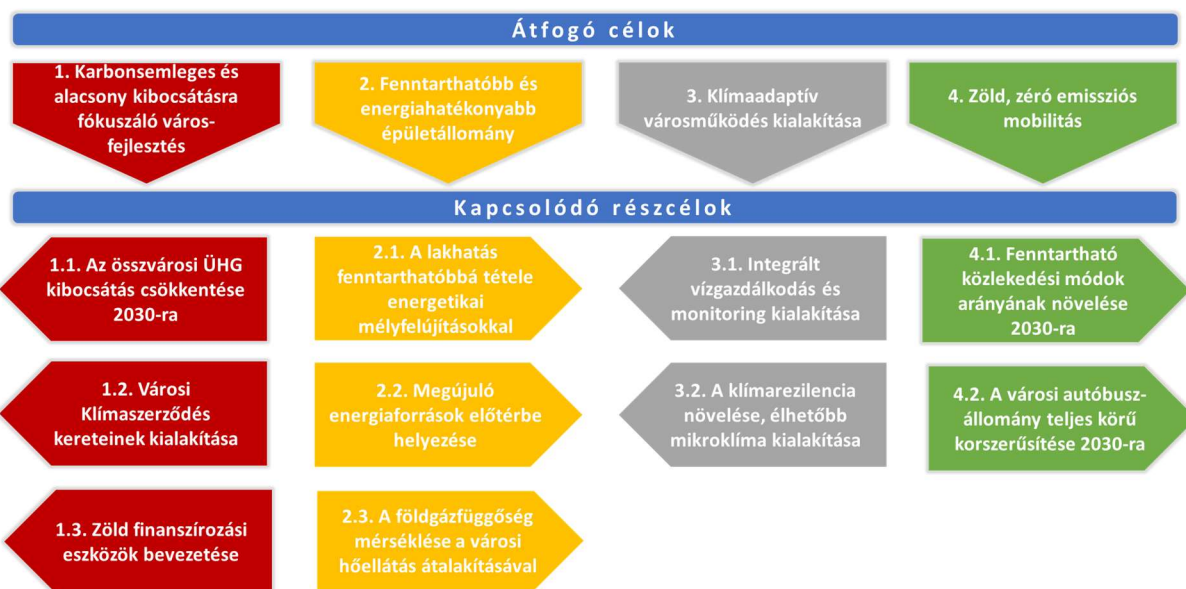 Átfogó célok
1. Karbonsemleges és
alacsony kibocsátásra
fókuszáló város-
fejlesztés
2. Fenntarthatóbb és
energiahatékonyabb
épületállomány
3. Klímaadaptív
városműködés kialakítása
4. Zöld, zéró emissziós
mobilitás
Kapcsolódó részcélok
1.1. Az összvárosi ÜHG
kibocsátás csökkentése
2030-ra
2.1. A lakhatás
fenntarthatóbbá tétele
energetikai
mélyfelújításokkal
3.1. Integrált
vízgazdálkodás és
monitoring kialakítása
4.1. Fenntartható
közlekedési módok
arányának növelése
2030-ra
1.2. Városi
Klímaszerződés
kereteinek kialakítása
2.2. Megújuló
energiaforrások előtérbe
helyezése
3.2. A klímarezilencia
növelése, élhetőbb
mikroklíma kialakítása
4.2. A városi autóbusz-
állomány teljes körű
korszerűsítése 2030-ra
1.3. Zöld finanszírozási
eszközök bevezetése
2.3. A földgázfüggőség
mérséklése a városi
hőellátás átalakításával